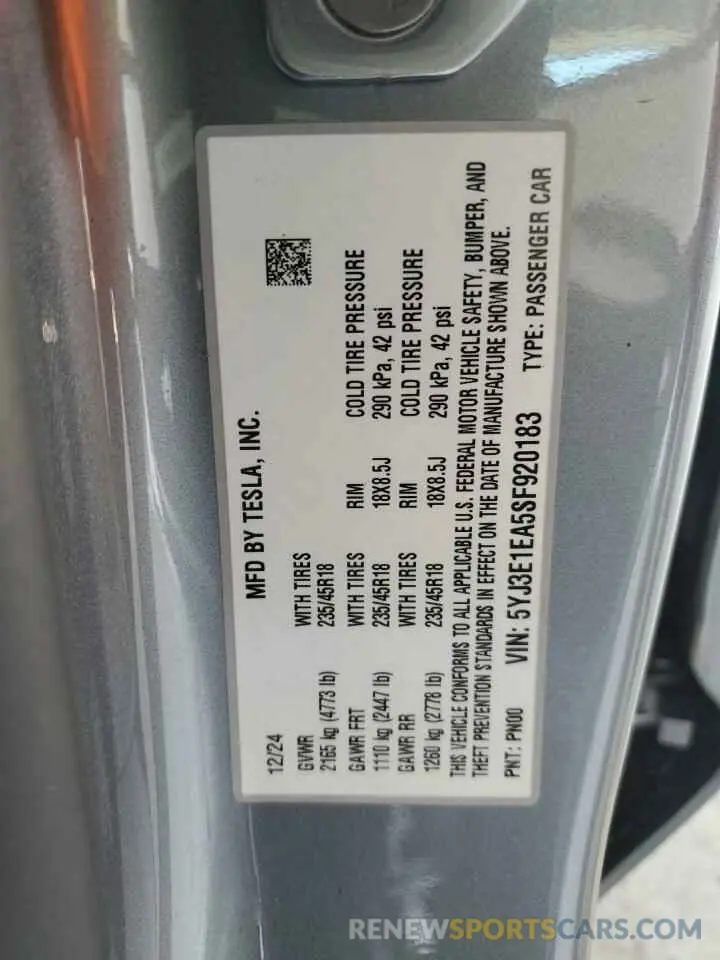 MFD BY TESLA, INC.
12/24
GVWR WITH TIRES
2165 kg (4773 lb) 235/45R18
GAWR FRT WITH TIRES RIM COLD TIRE PRESSURE
1110 kg (2447 lb) 235/45R18 18X8.5J 290 kPa, 42 psi
GAWR RR WITH TIRES RIM COLD TIRE PRESSURE
1260 kg (2778 lb) 235/45R18 18X8.5J 290 kPa, 42 psi
THIS VEHICLE CONFORMS TO ALL APPLICABLE U.S. FEDERAL MOTOR VEHICLE SAFETY, BUMPER, AND
THEFT PREVENTION STANDARDS IN EFFECT ON THE DATE OF MANUFACTURE SHOWN ABOVE.
PNT: PN00 VIN: 5YJ3E1EA5SF920183 TYPE: PASSENGER CAR
RENEWSPORTSCARS.COM